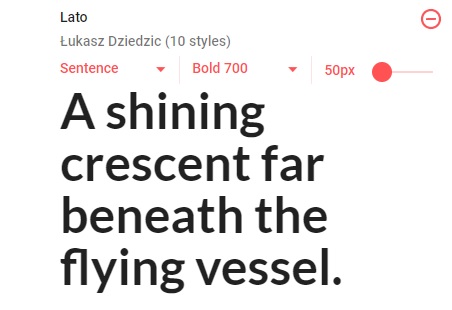 Lato
Łukasz Dziedzic (10 styles)
Sentence Bold 700 50px
A shining
crescent far
beneath the
flying vessel.